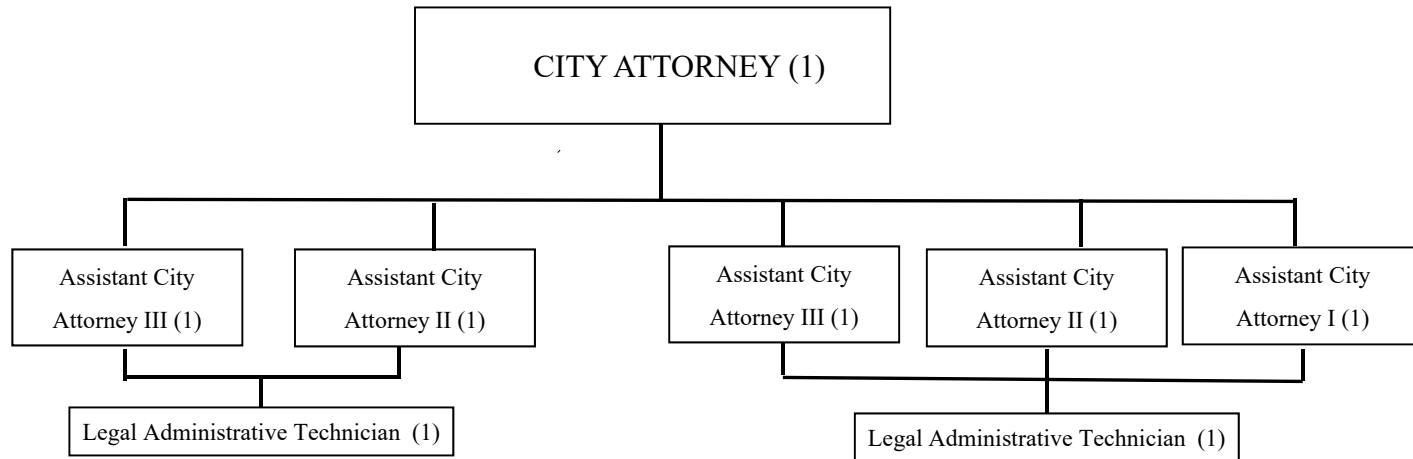 CITY ATTORNEY (1)
Assistant City
Attorney III (1)
Assistant City
Attorney II (1)
Assistant City
Attorney III (1)
Assistant City
Attorney II (1)
Assistant City
Attorney I (1)
Legal Administrative Technician (1)
Legal Administrative Technician (1)